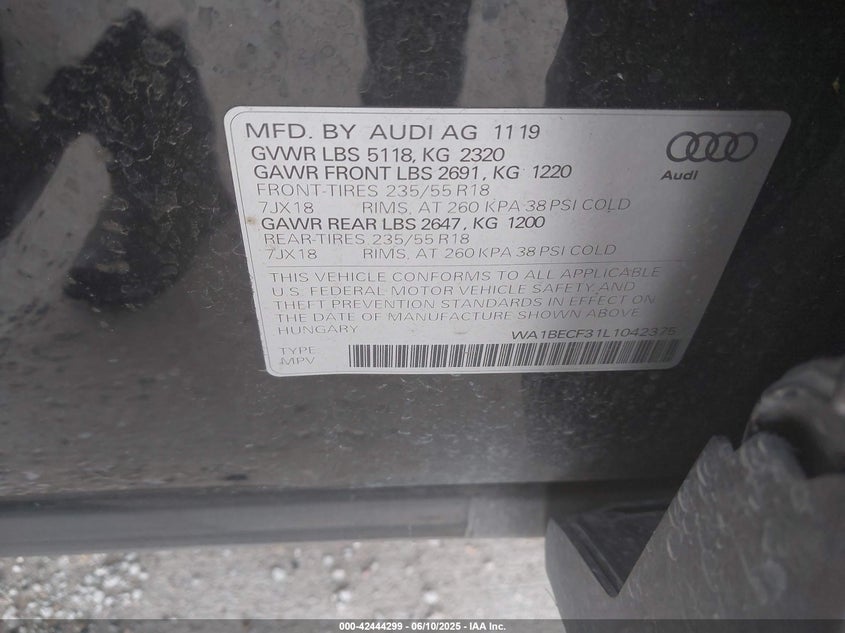 MFD. BY AUDI AG 11 19
GVWR LBS 5118, KG 2320
GAWR FRONT LBS 2691, KG 1220
FRONT-TIRES 235/55 R18
7JX18 RIMS, AT 260 KPA 38 PSI COLD
GAWR REAR LBS 2647, KG 1200
REAR-TIRES 235/55 R18
7JX18 RIMS, AT 260 KPA 38 PSI COLD
Audi
THIS VEHICLE CONFORMS TO ALL APPLICABLE
U.S. FEDERAL MOTOR VEHICLE SAFETY AND
THEFT PREVENTION STANDARDS IN EFFECT ON
THE DATE OF MANUFACTURE SHOWN ABOVE
HUNGARY WA1BECF31L1042375
TYPE:
MPV
000-42444299 - 06/10/2025 - IAA Inc.